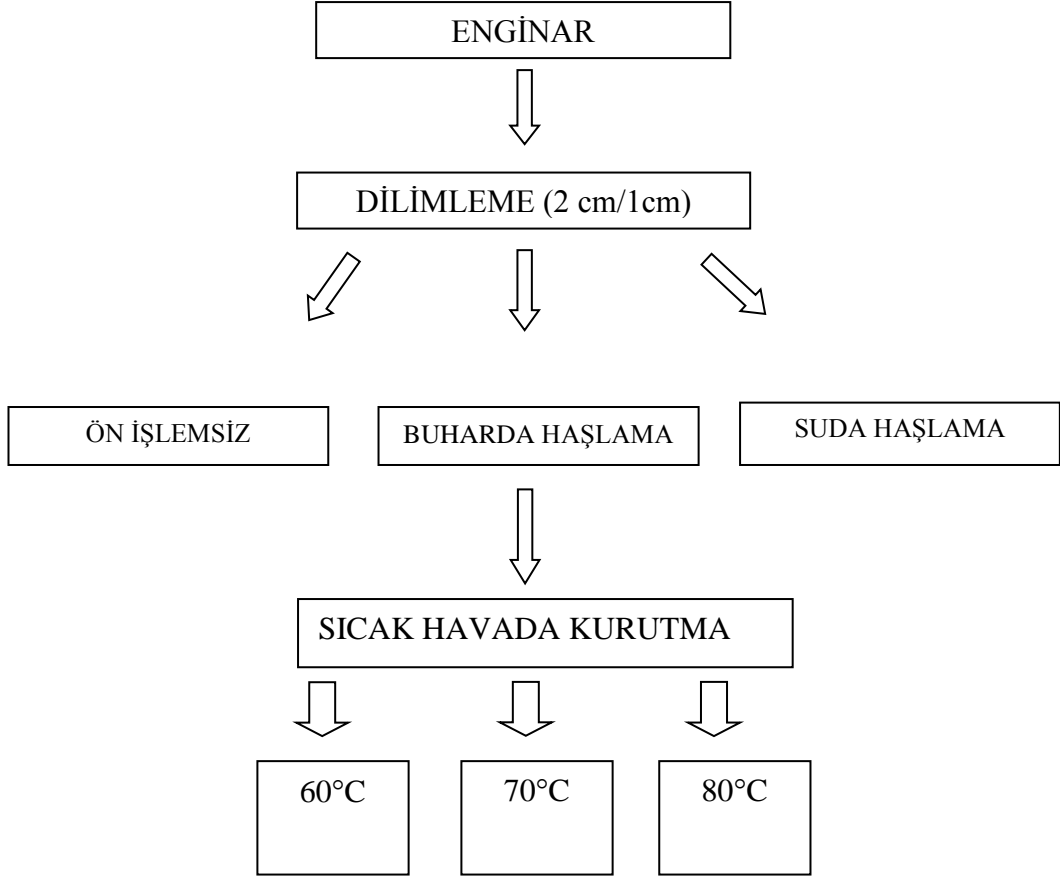 ENGİNAR
DİLİMLEME (2 cm/1cm)
ÖN İŞLEMSİZ
BUHARDA HAŞLAMA
SUDA HAŞLAMA
SICAK HAVADA KURUTMA
60°C
70°C
80°C